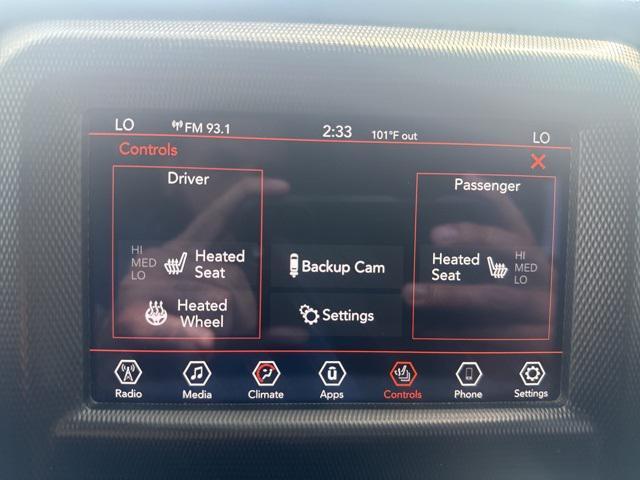 LO FM 93.1 2:33 101°F out LO
Controls
Driver
Passenger
HI
MED
LO
Heated
Seat
Heated
Wheel
Backup Cam
Settings
Heated
Seat
HI
MED
LO
Radio Media Climate Apps Controls Phone Settings